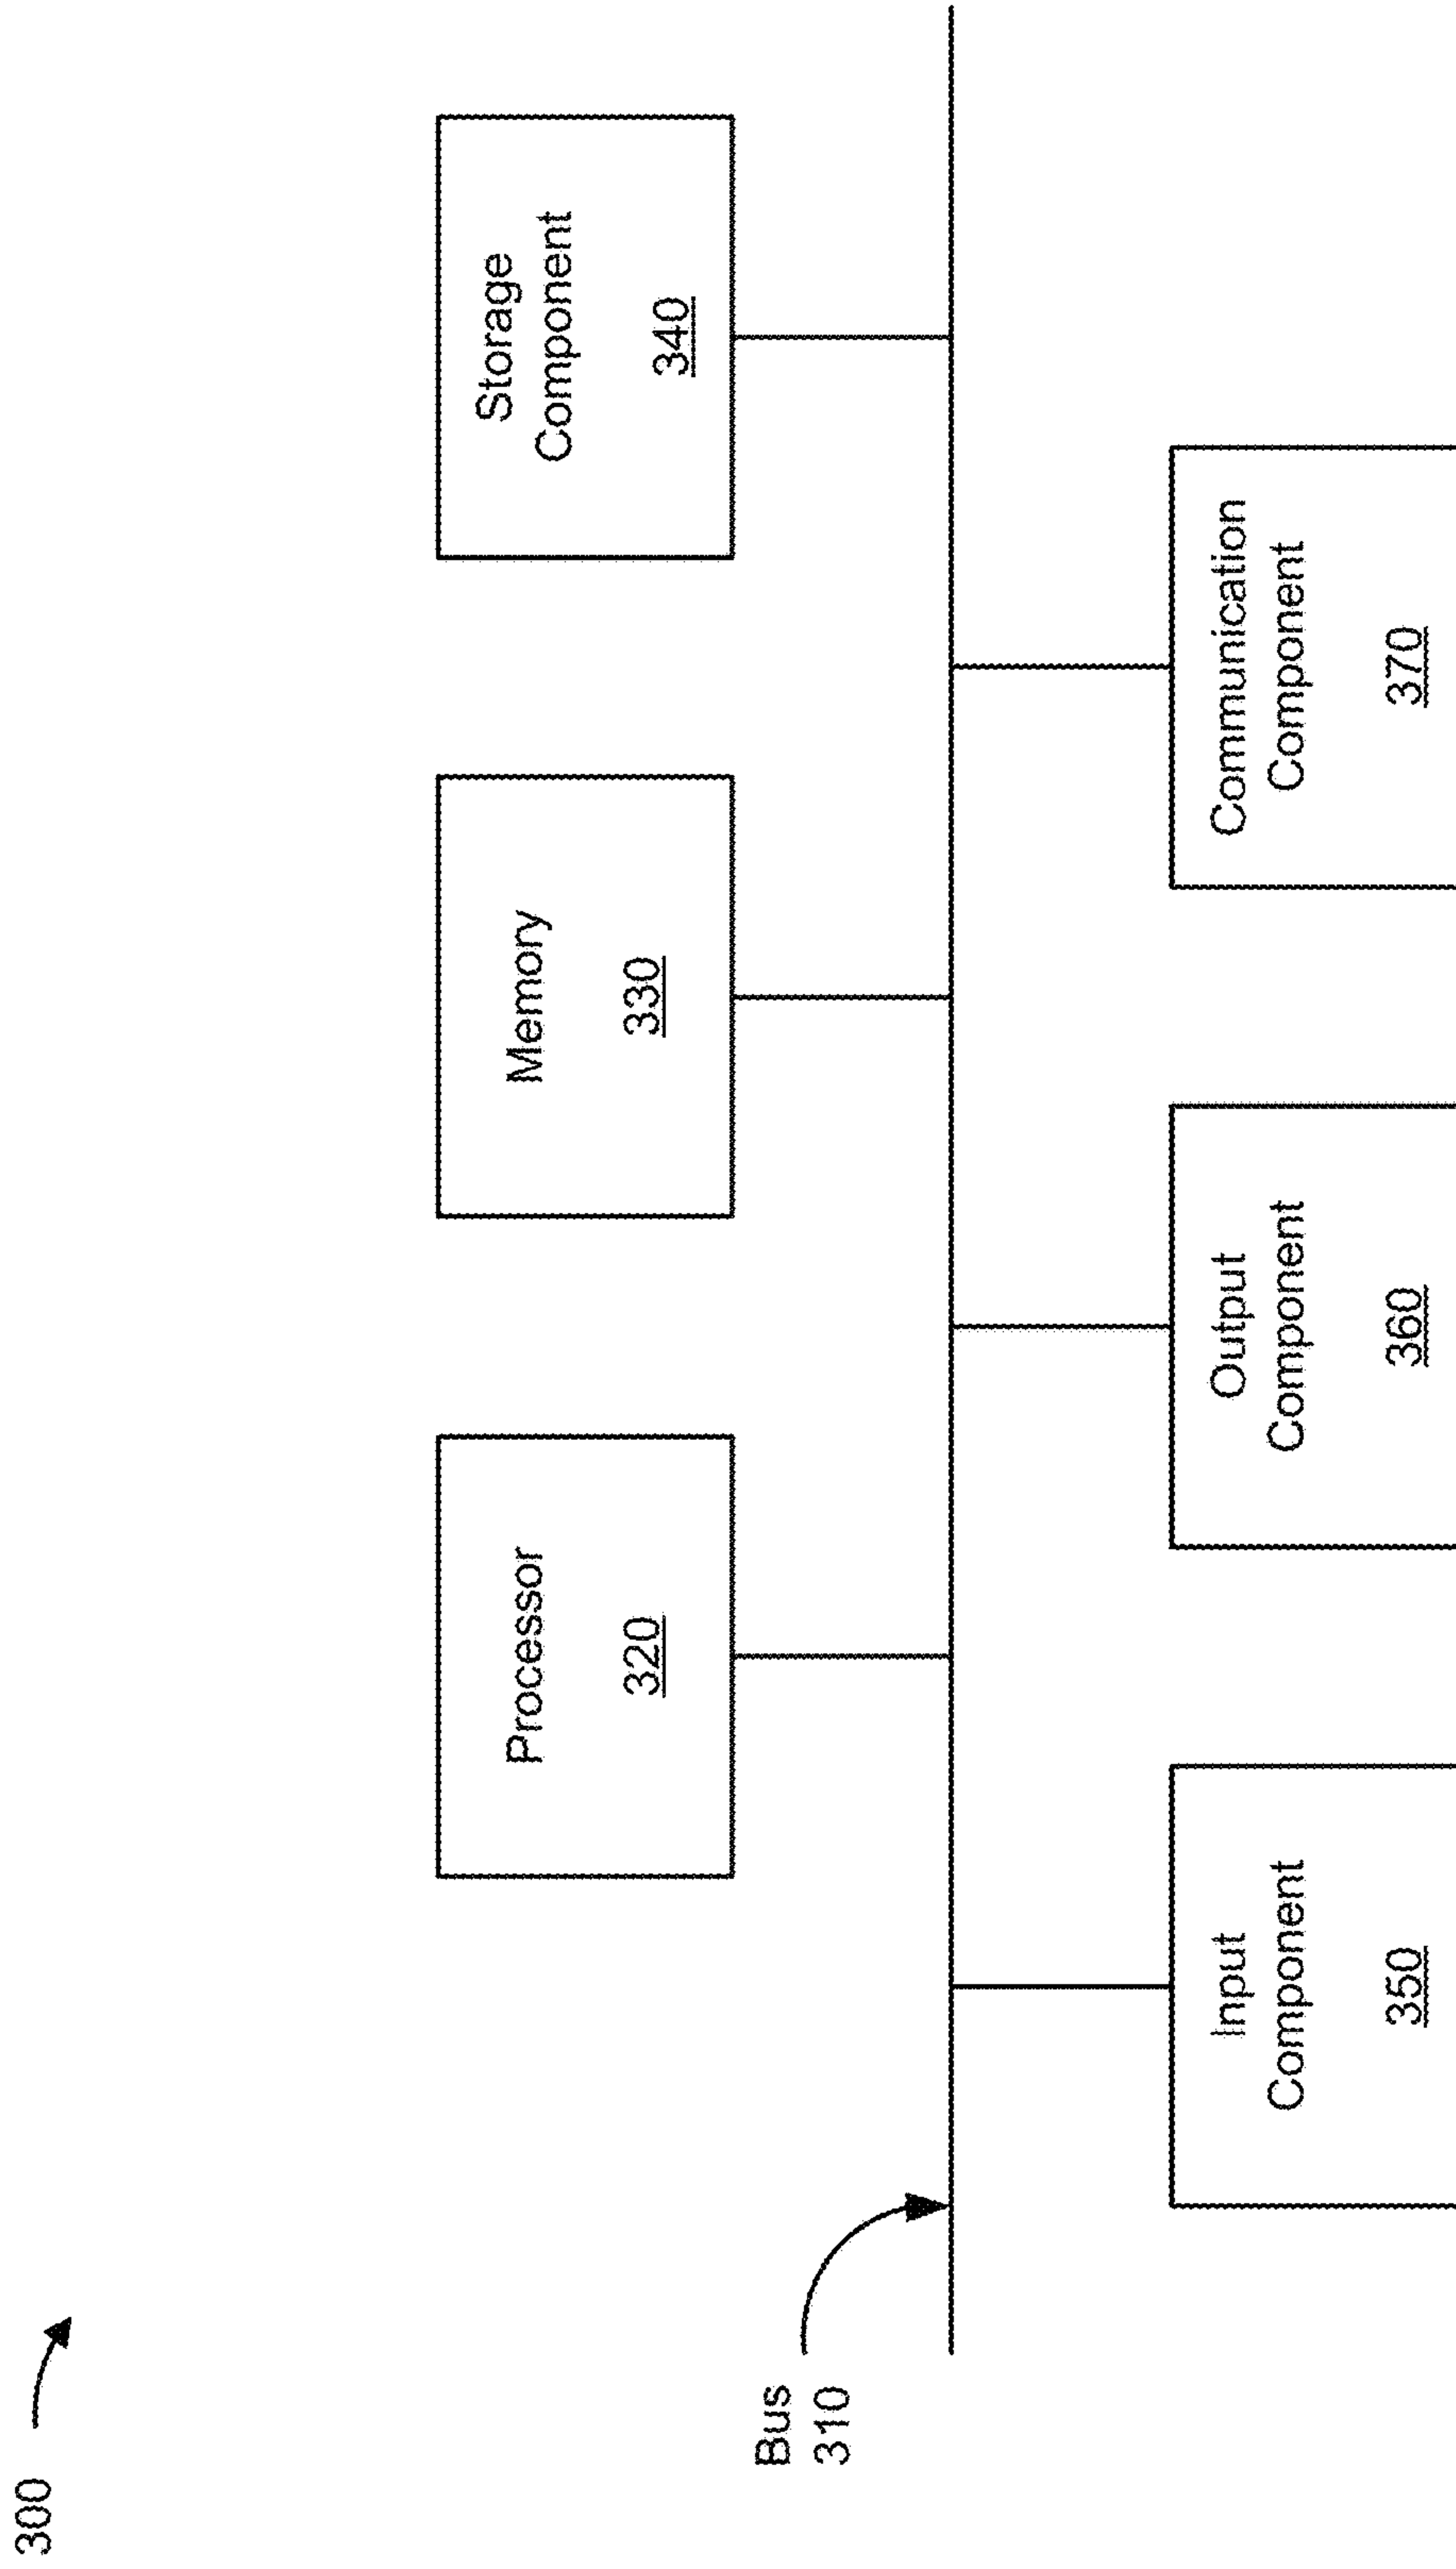 300
Processor
320
Memory
330
Storage
Component
340
Bus
310
Input
Component
350
Output
Component
360
Communication
Component
370